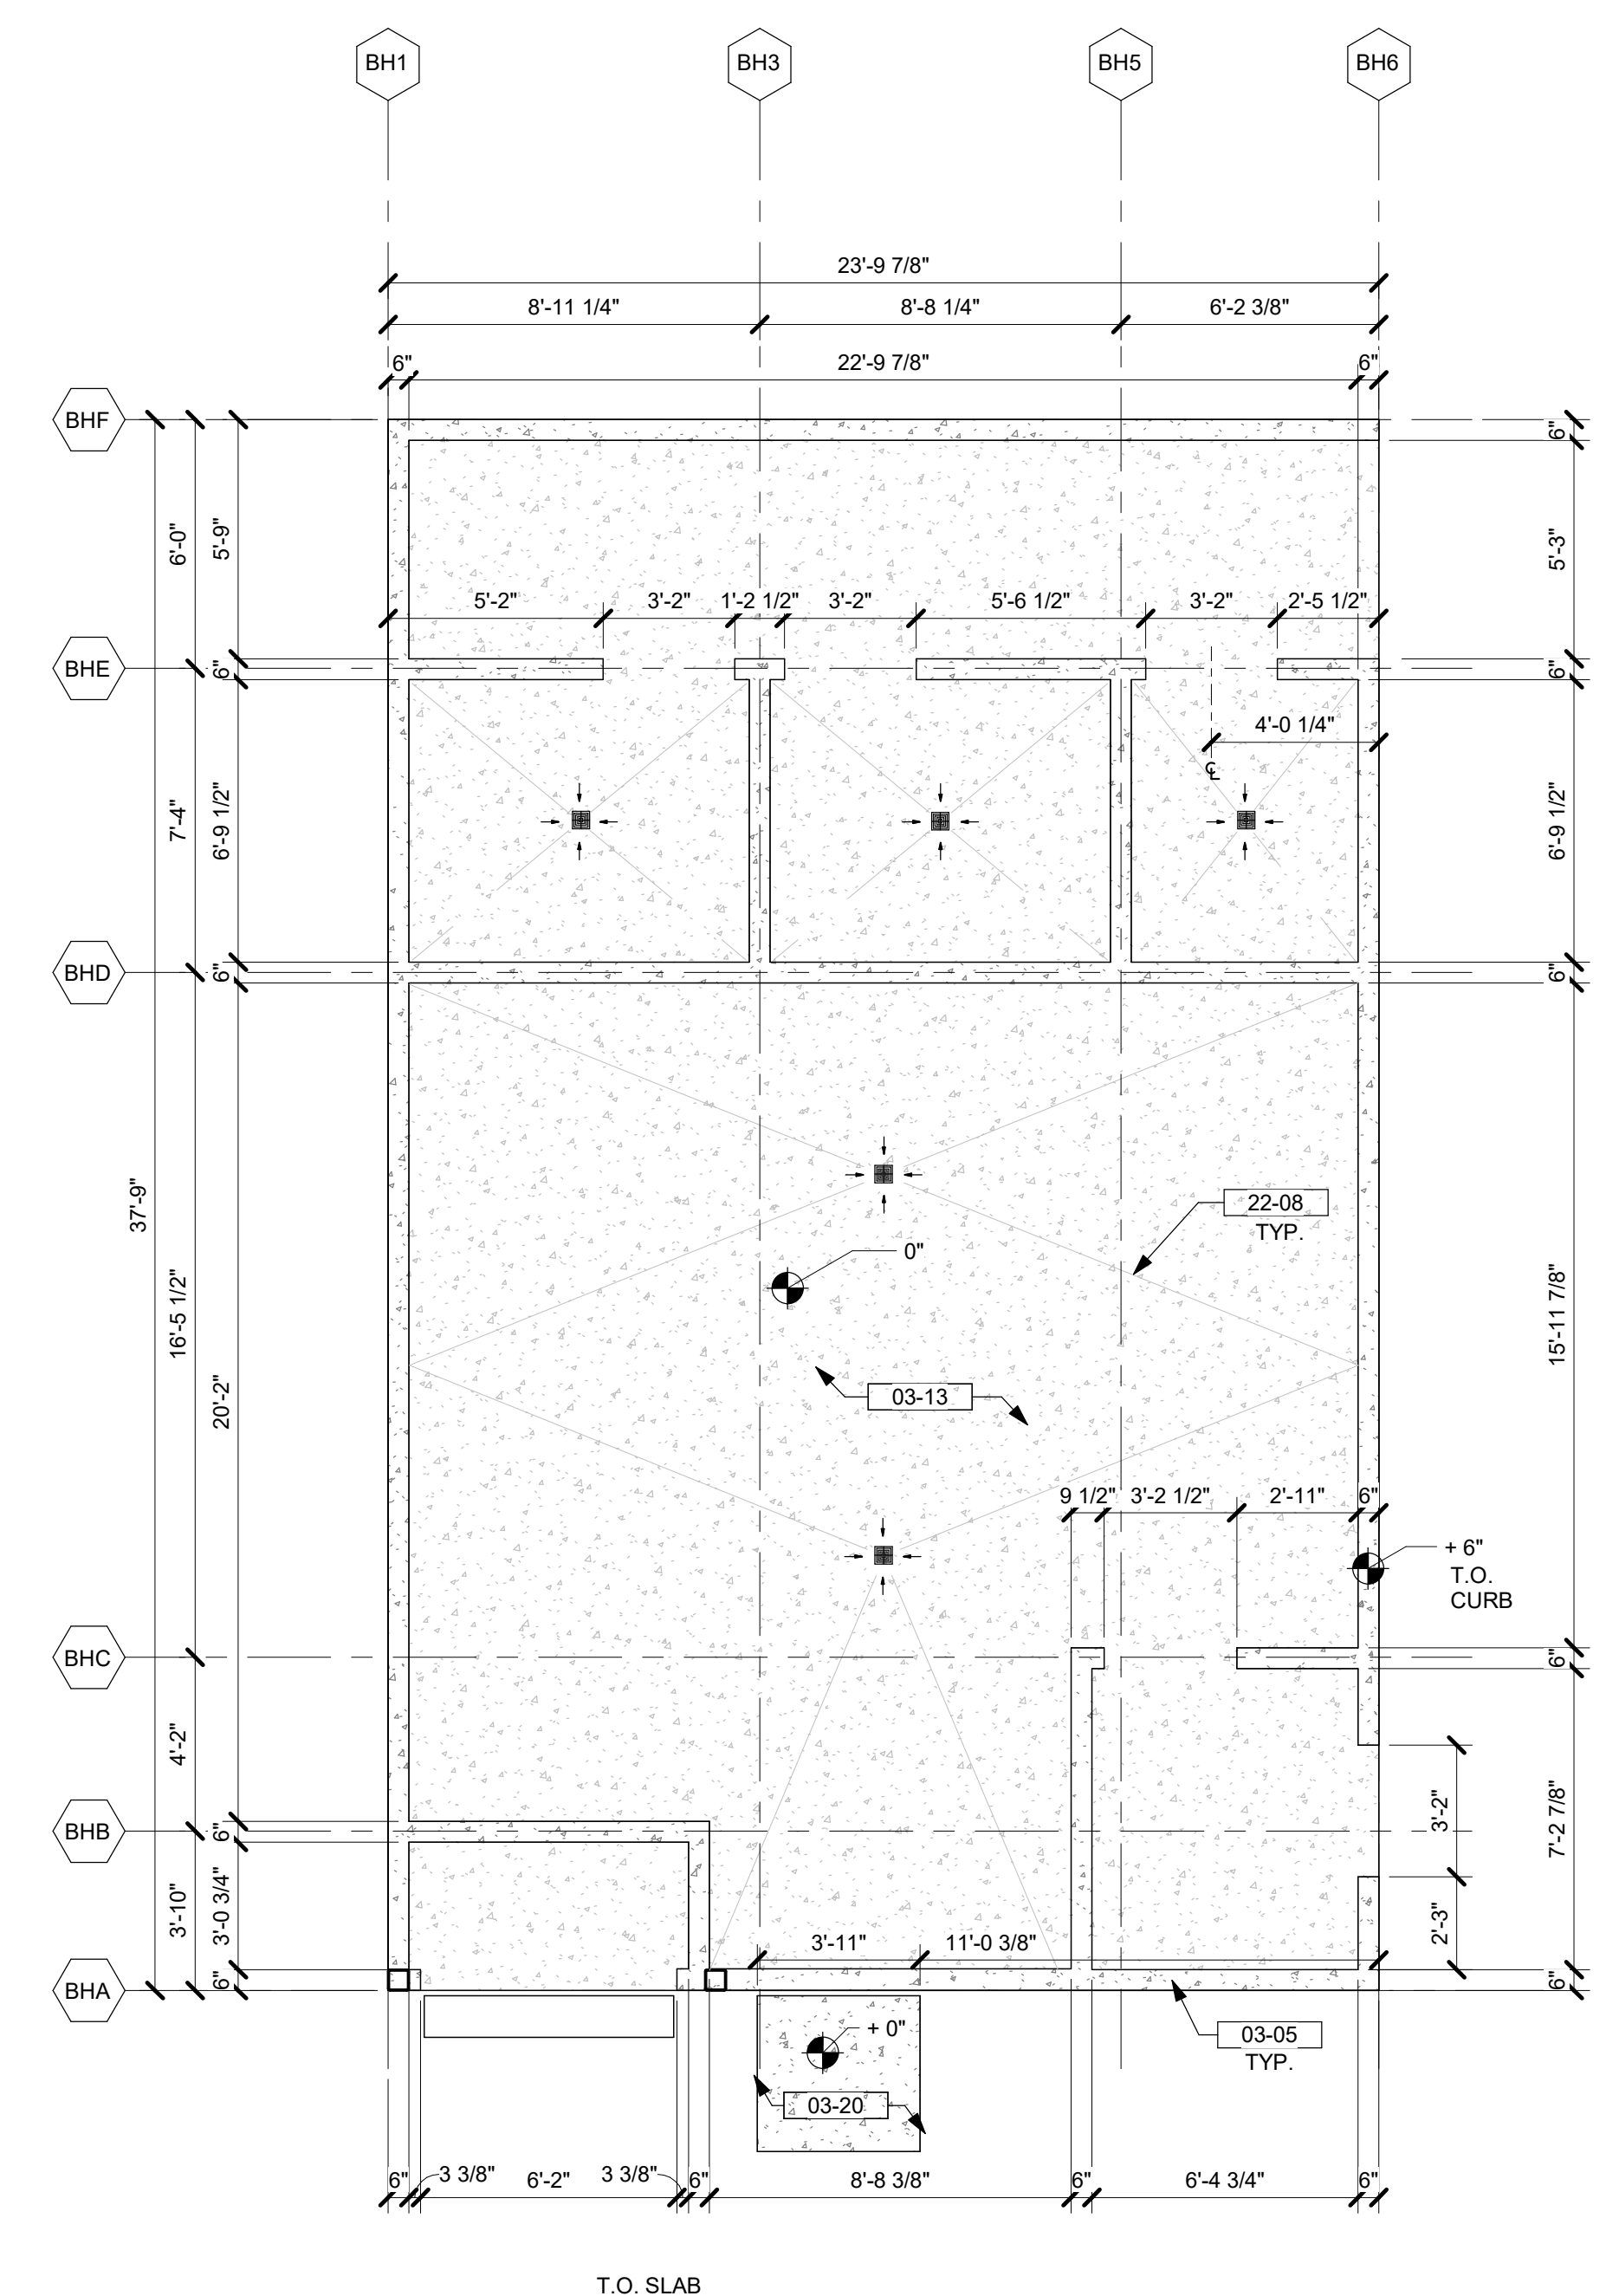 BH1 BH3 BH5 BH6
23'-9 7/8"
8'-11 1/4" 8'-8 1/4" 6'-2 3/8"
6" 22'-9 7/8" 6"
BHF
6"
6'-0" 5'-9" 5'-3"
5'-2" 3'-2" 1'-2 1/2" 3'-2" 5'-6 1/2" 3'-2" 2'-5 1/2"
BHE
6" 6"
4'-0 1/4"
℄
7'-4" 6'-9 1/2" 6'-9 1/2"
BHD
6" 6"
37'-9"
22-08
TYP.
0"
16'-5 1/2" 15'-11 7/8"
20'-2"
03-13
9 1/2" 3'-2 1/2" 2'-11" 6"
+ 6"
T.O.
CURB
BHC
6"
4'-2"
3'-2" 7'-2 7/8"
BHB
6"
3'-10" 3'-0 3/4" 2'-3"
3'-11" 11'-0 3/8"
BHA
6" 6"
+ 0"
03-05
TYP.
03-20
6" 3 3/8" 6'-2" 3 3/8" 6" 8'-8 3/8" 6" 6'-4 3/4" 6"
T.O. SLAB